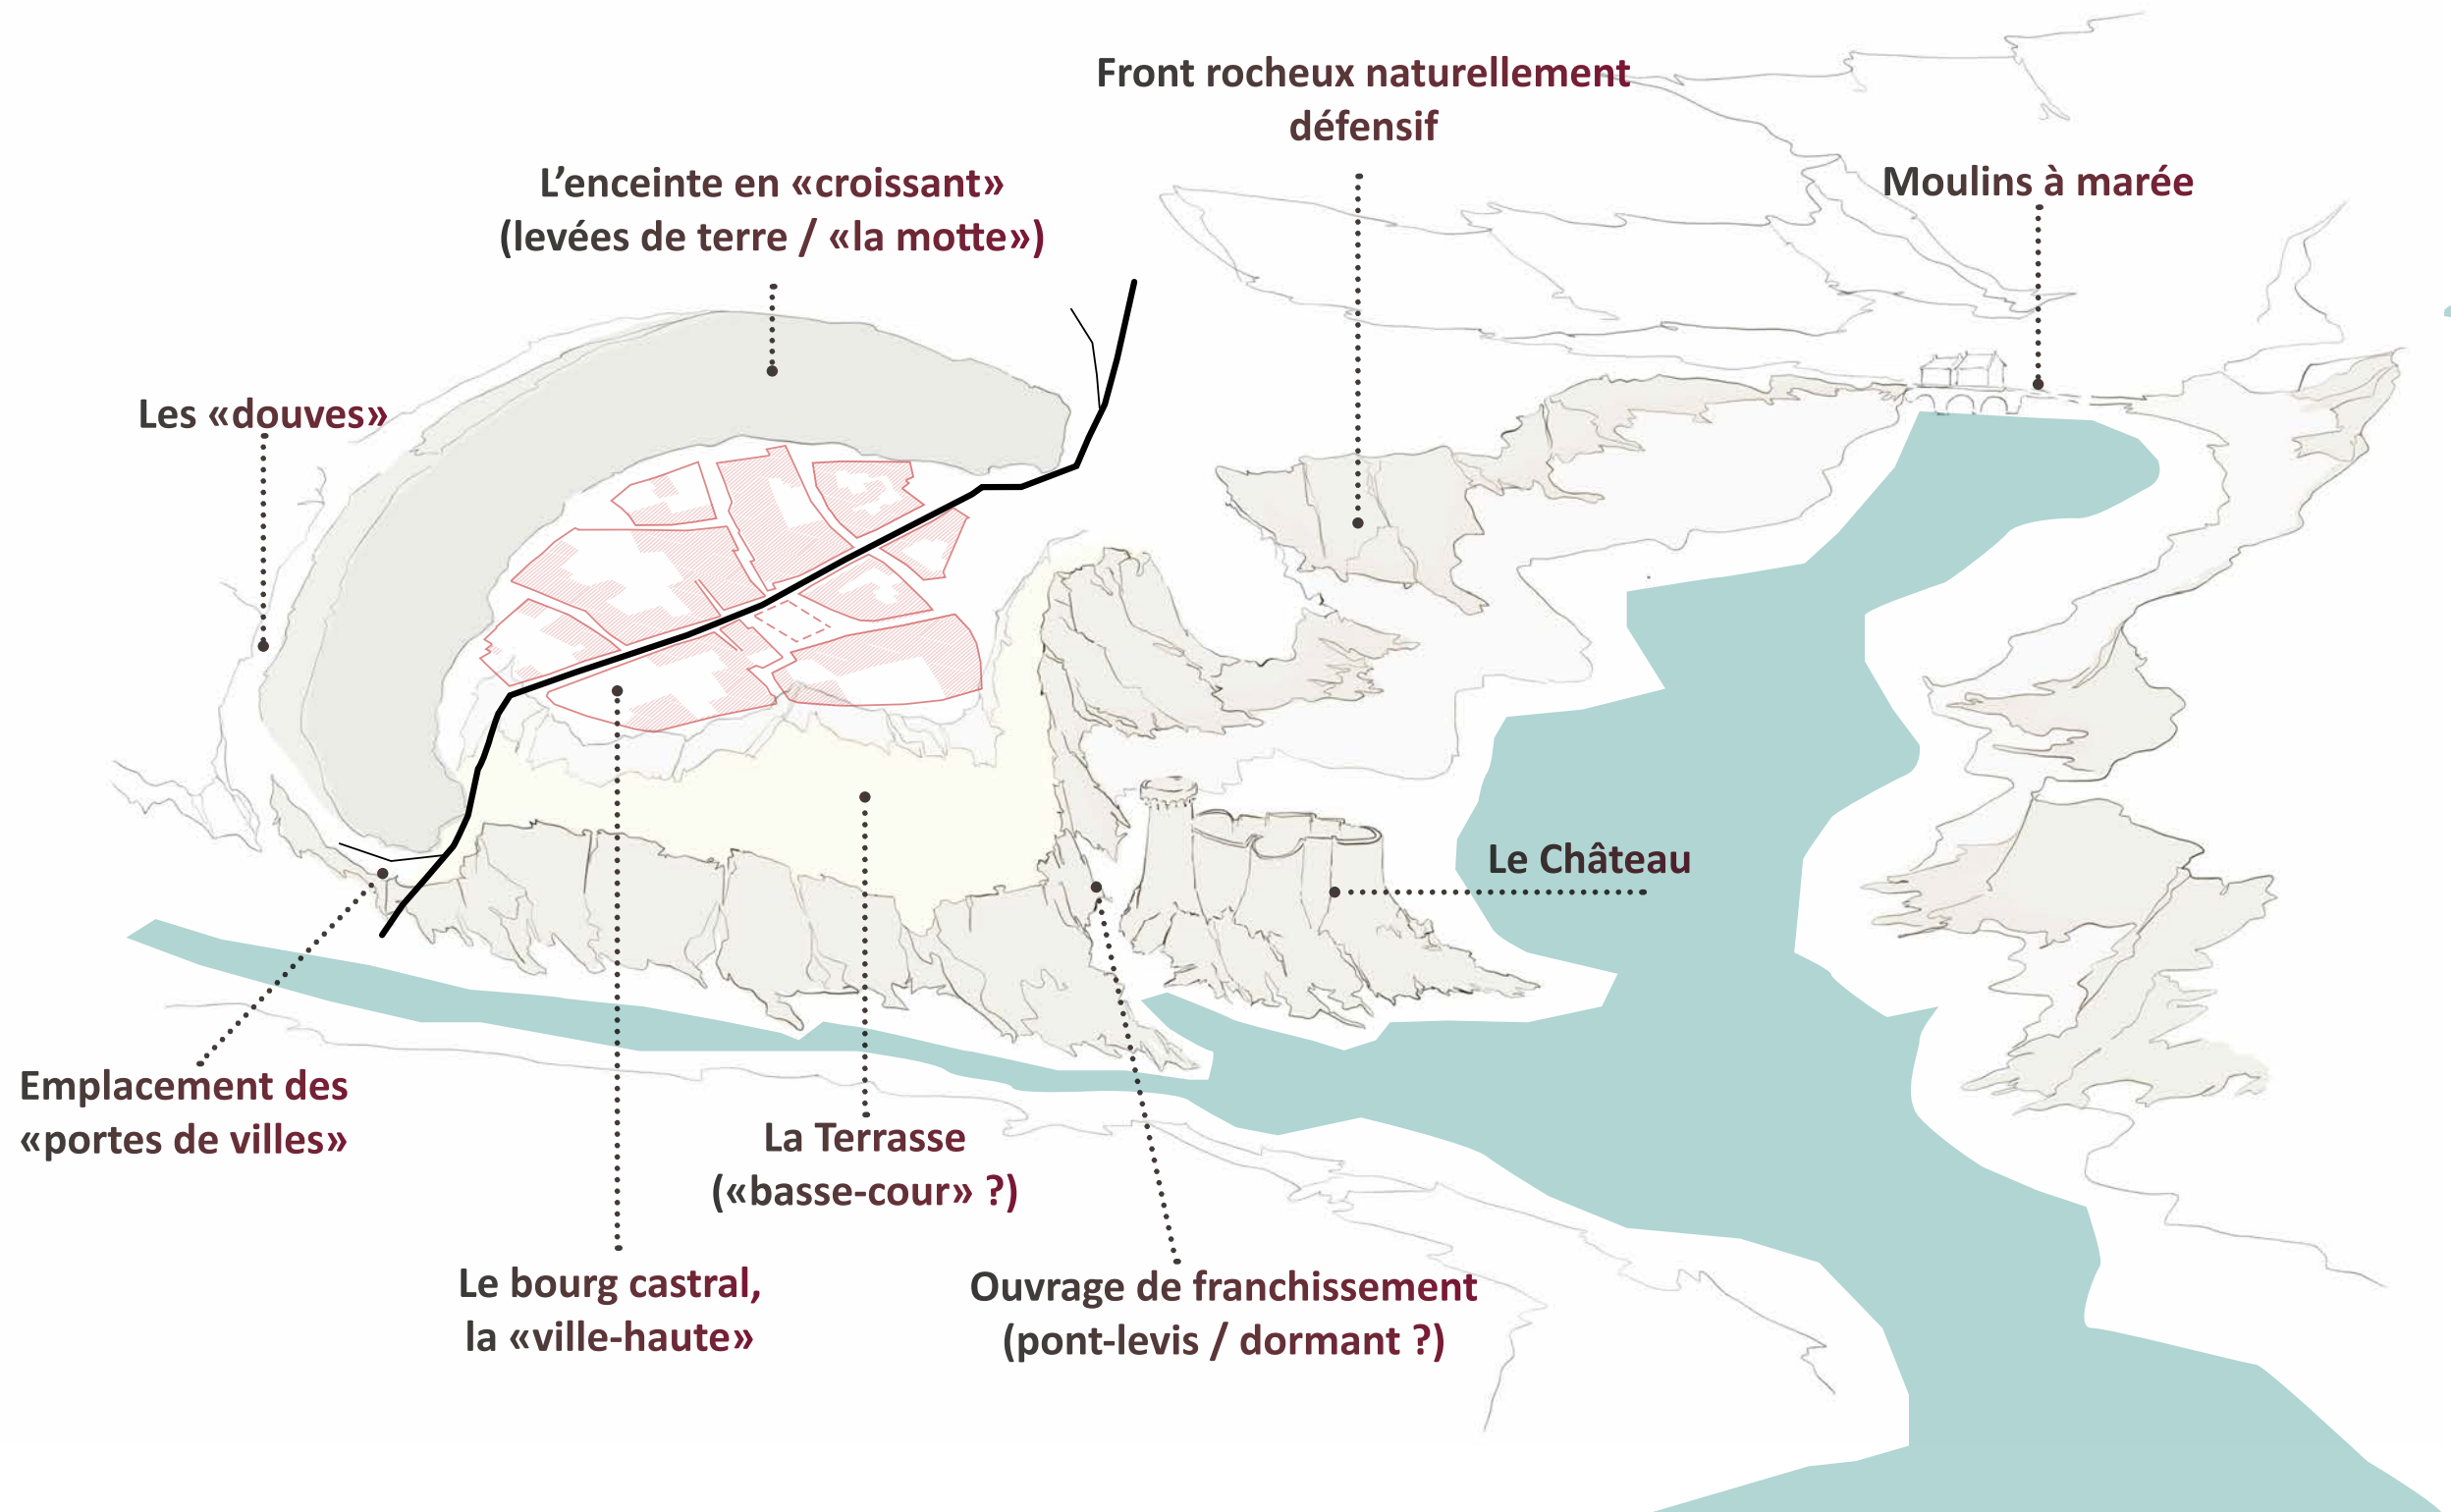 Front rocheux naturellement
défensif
L’enceinte en «croissant»
(levées de terre / «la motte»)
Moulins à marée
Les «douves»
Le Château
Emplacement des
«portes de villes»
La Terrasse
(«basse-cour» ?)
Le bourg castral,
la «ville-haute»
Ouvrage de franchissement
(pont-levis / dormant ?)